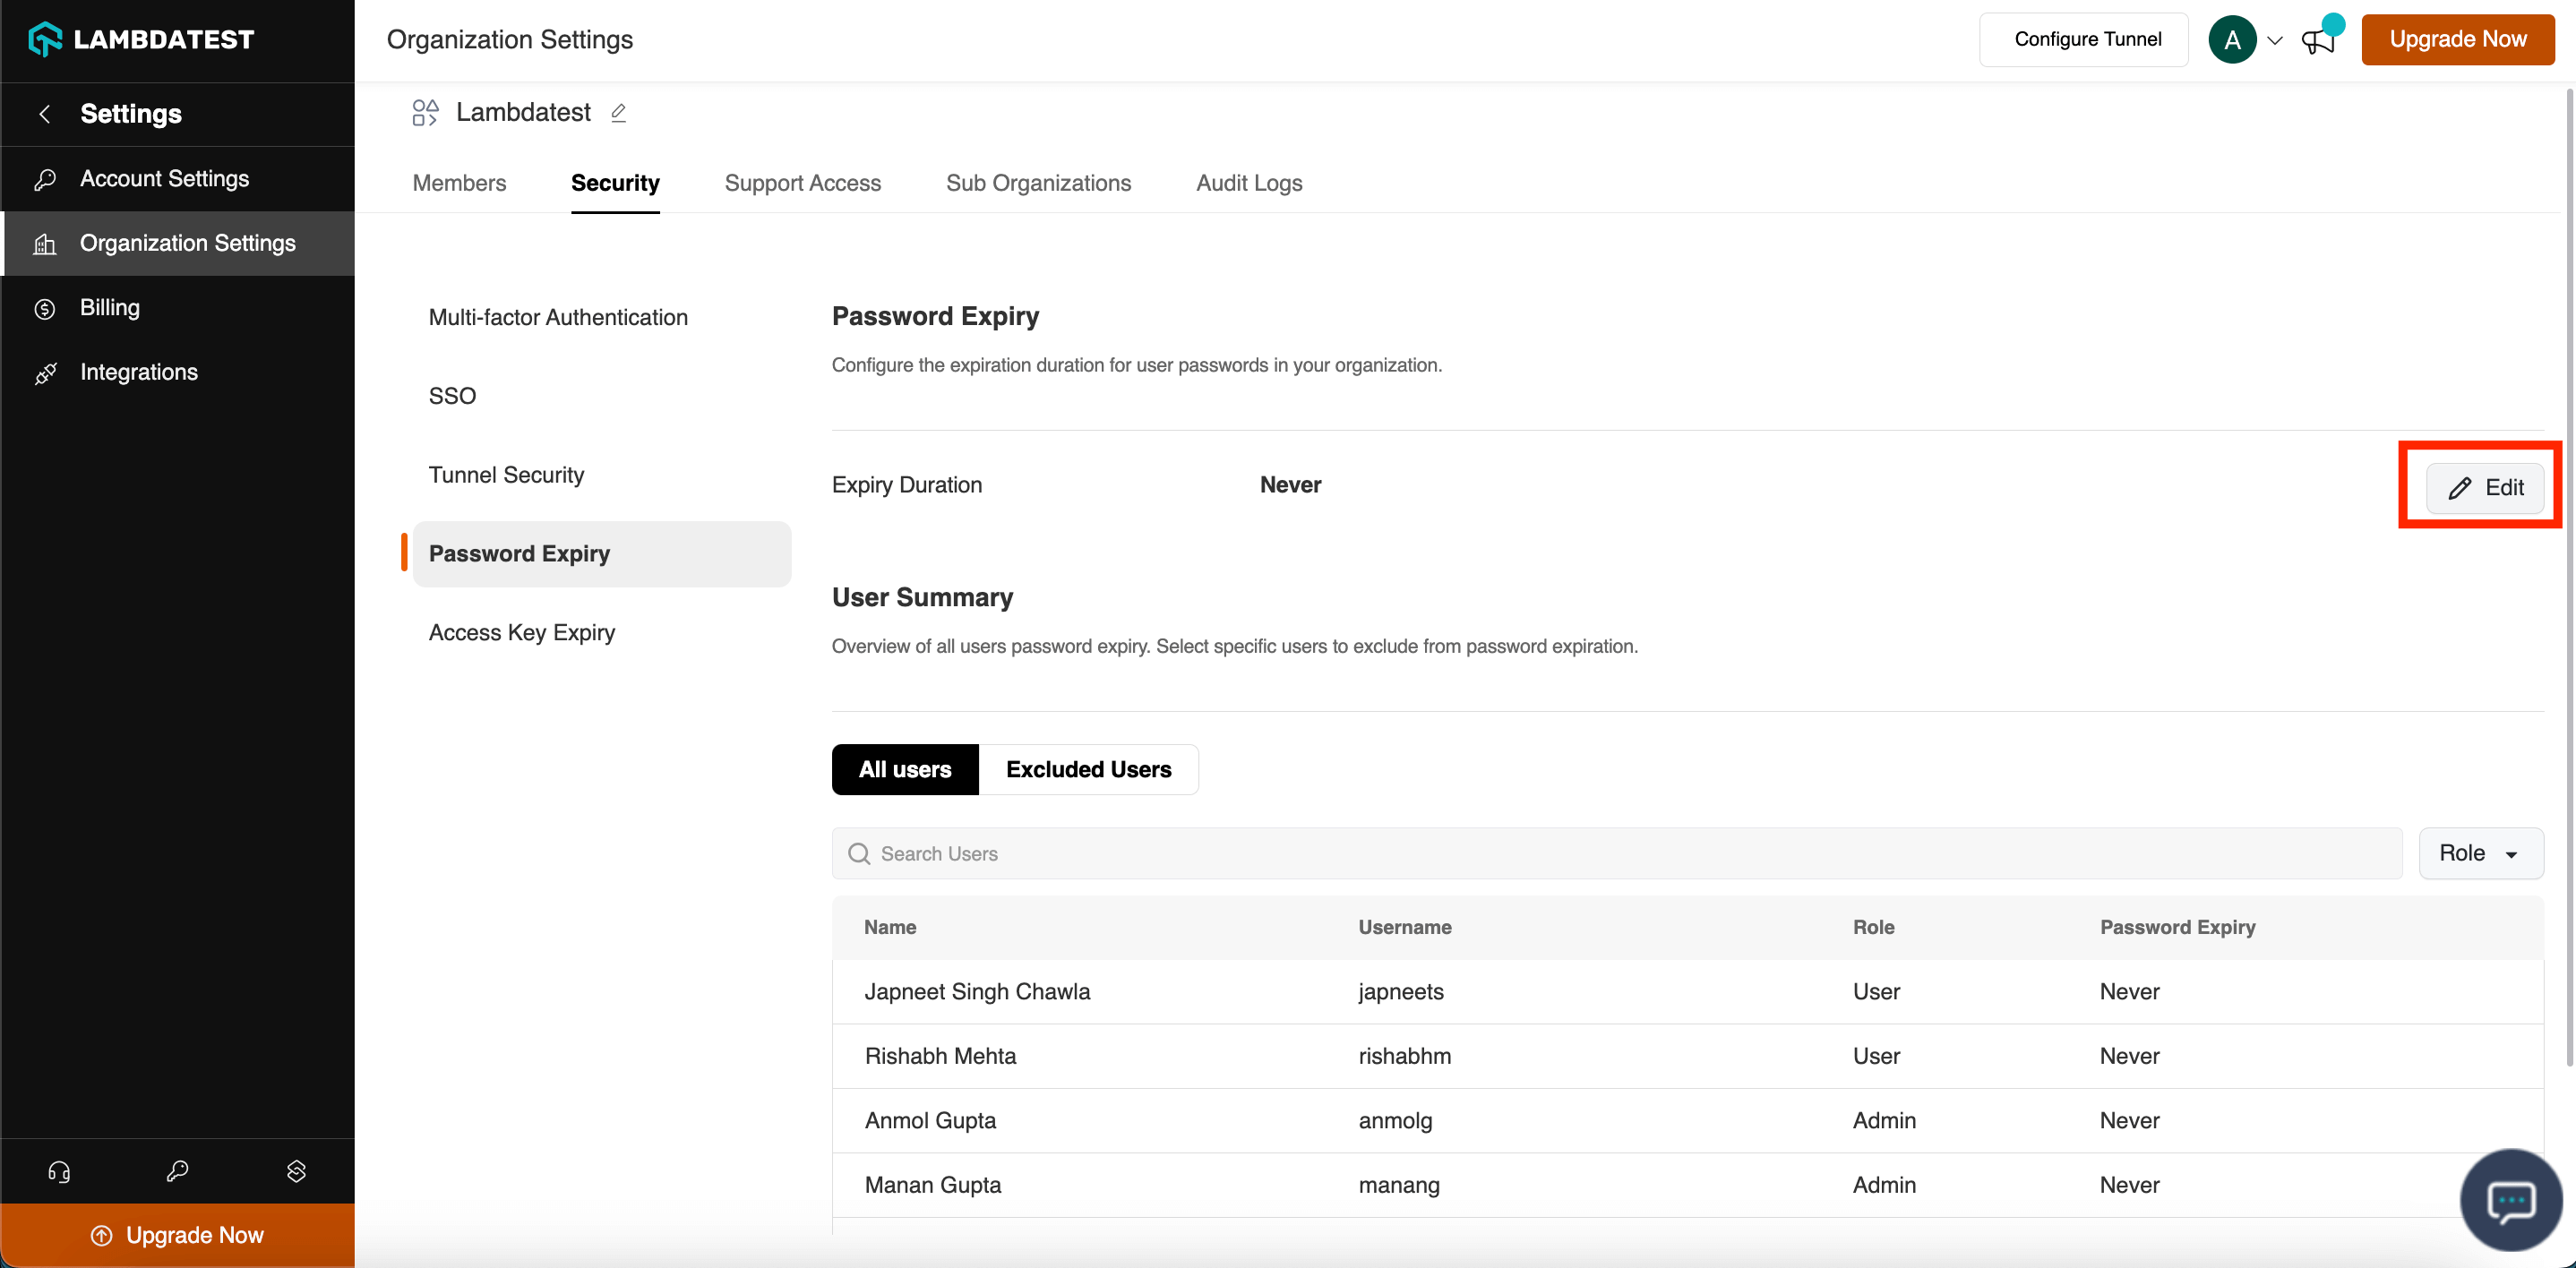 LAMBDATEST
Organization Settings
Configure Tunnel
A
Upgrade Now
Settings
Lambdatest
Account Settings
Organization Settings
Billing
Integrations
Members
Security
Support Access
Sub Organizations
Audit Logs
Multi-factor Authentication
SSO
Tunnel Security
Password Expiry
Access Key Expiry
Password Expiry
Configure the expiration duration for user passwords in your organization.
Expiry Duration
Never
Edit
User Summary
Overview of all users password expiry. Select specific users to exclude from password expiration.
All users
Excluded Users
Search Users
Role
Name Username Role Password Expiry
Japneet Singh Chawla japneets User Never
Rishabh Mehta rishabhm User Never
Anmol Gupta anmolg Admin Never
Manan Gupta manang Admin Never
Upgrade Now